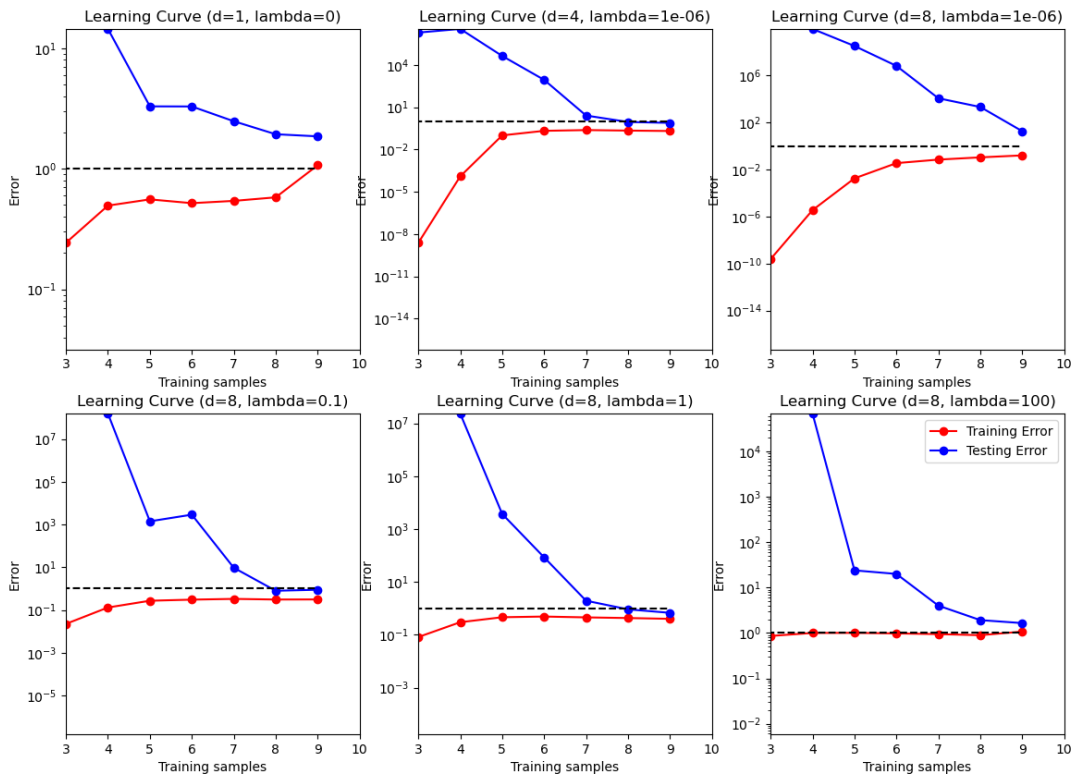 Learning Curve (d=1, lambda=0)
10^1
10^0
10^-1
Error
3 4 5 6 7 8 9 10
Training samples
Learning Curve (d=4, lambda=1e-06)
10^4
10^1
10^-2
10^-5
10^-8
10^-11
10^-14
Error
3 4 5 6 7 8 9 10
Training samples
Learning Curve (d=8, lambda=1e-06)
10^6
10^2
10^-2
10^-6
10^-10
10^-14
Error
3 4 5 6 7 8 9 10
Training samples
Learning Curve (d=8, lambda=0.1)
10^7
10^5
10^3
10^1
10^-1
10^-3
10^-5
Error
3 4 5 6 7 8 9 10
Training samples
Learning Curve (d=8, lambda=1)
10^7
10^5
10^3
10^1
10^-1
10^-3
Error
3 4 5 6 7 8 9 10
Training samples
Learning Curve (d=8, lambda=100)
Training Error
Testing Error
10^4
10^3
10^2
10^1
10^0
10^-1
10^-2
Error
3 4 5 6 7 8 9 10
Training samples